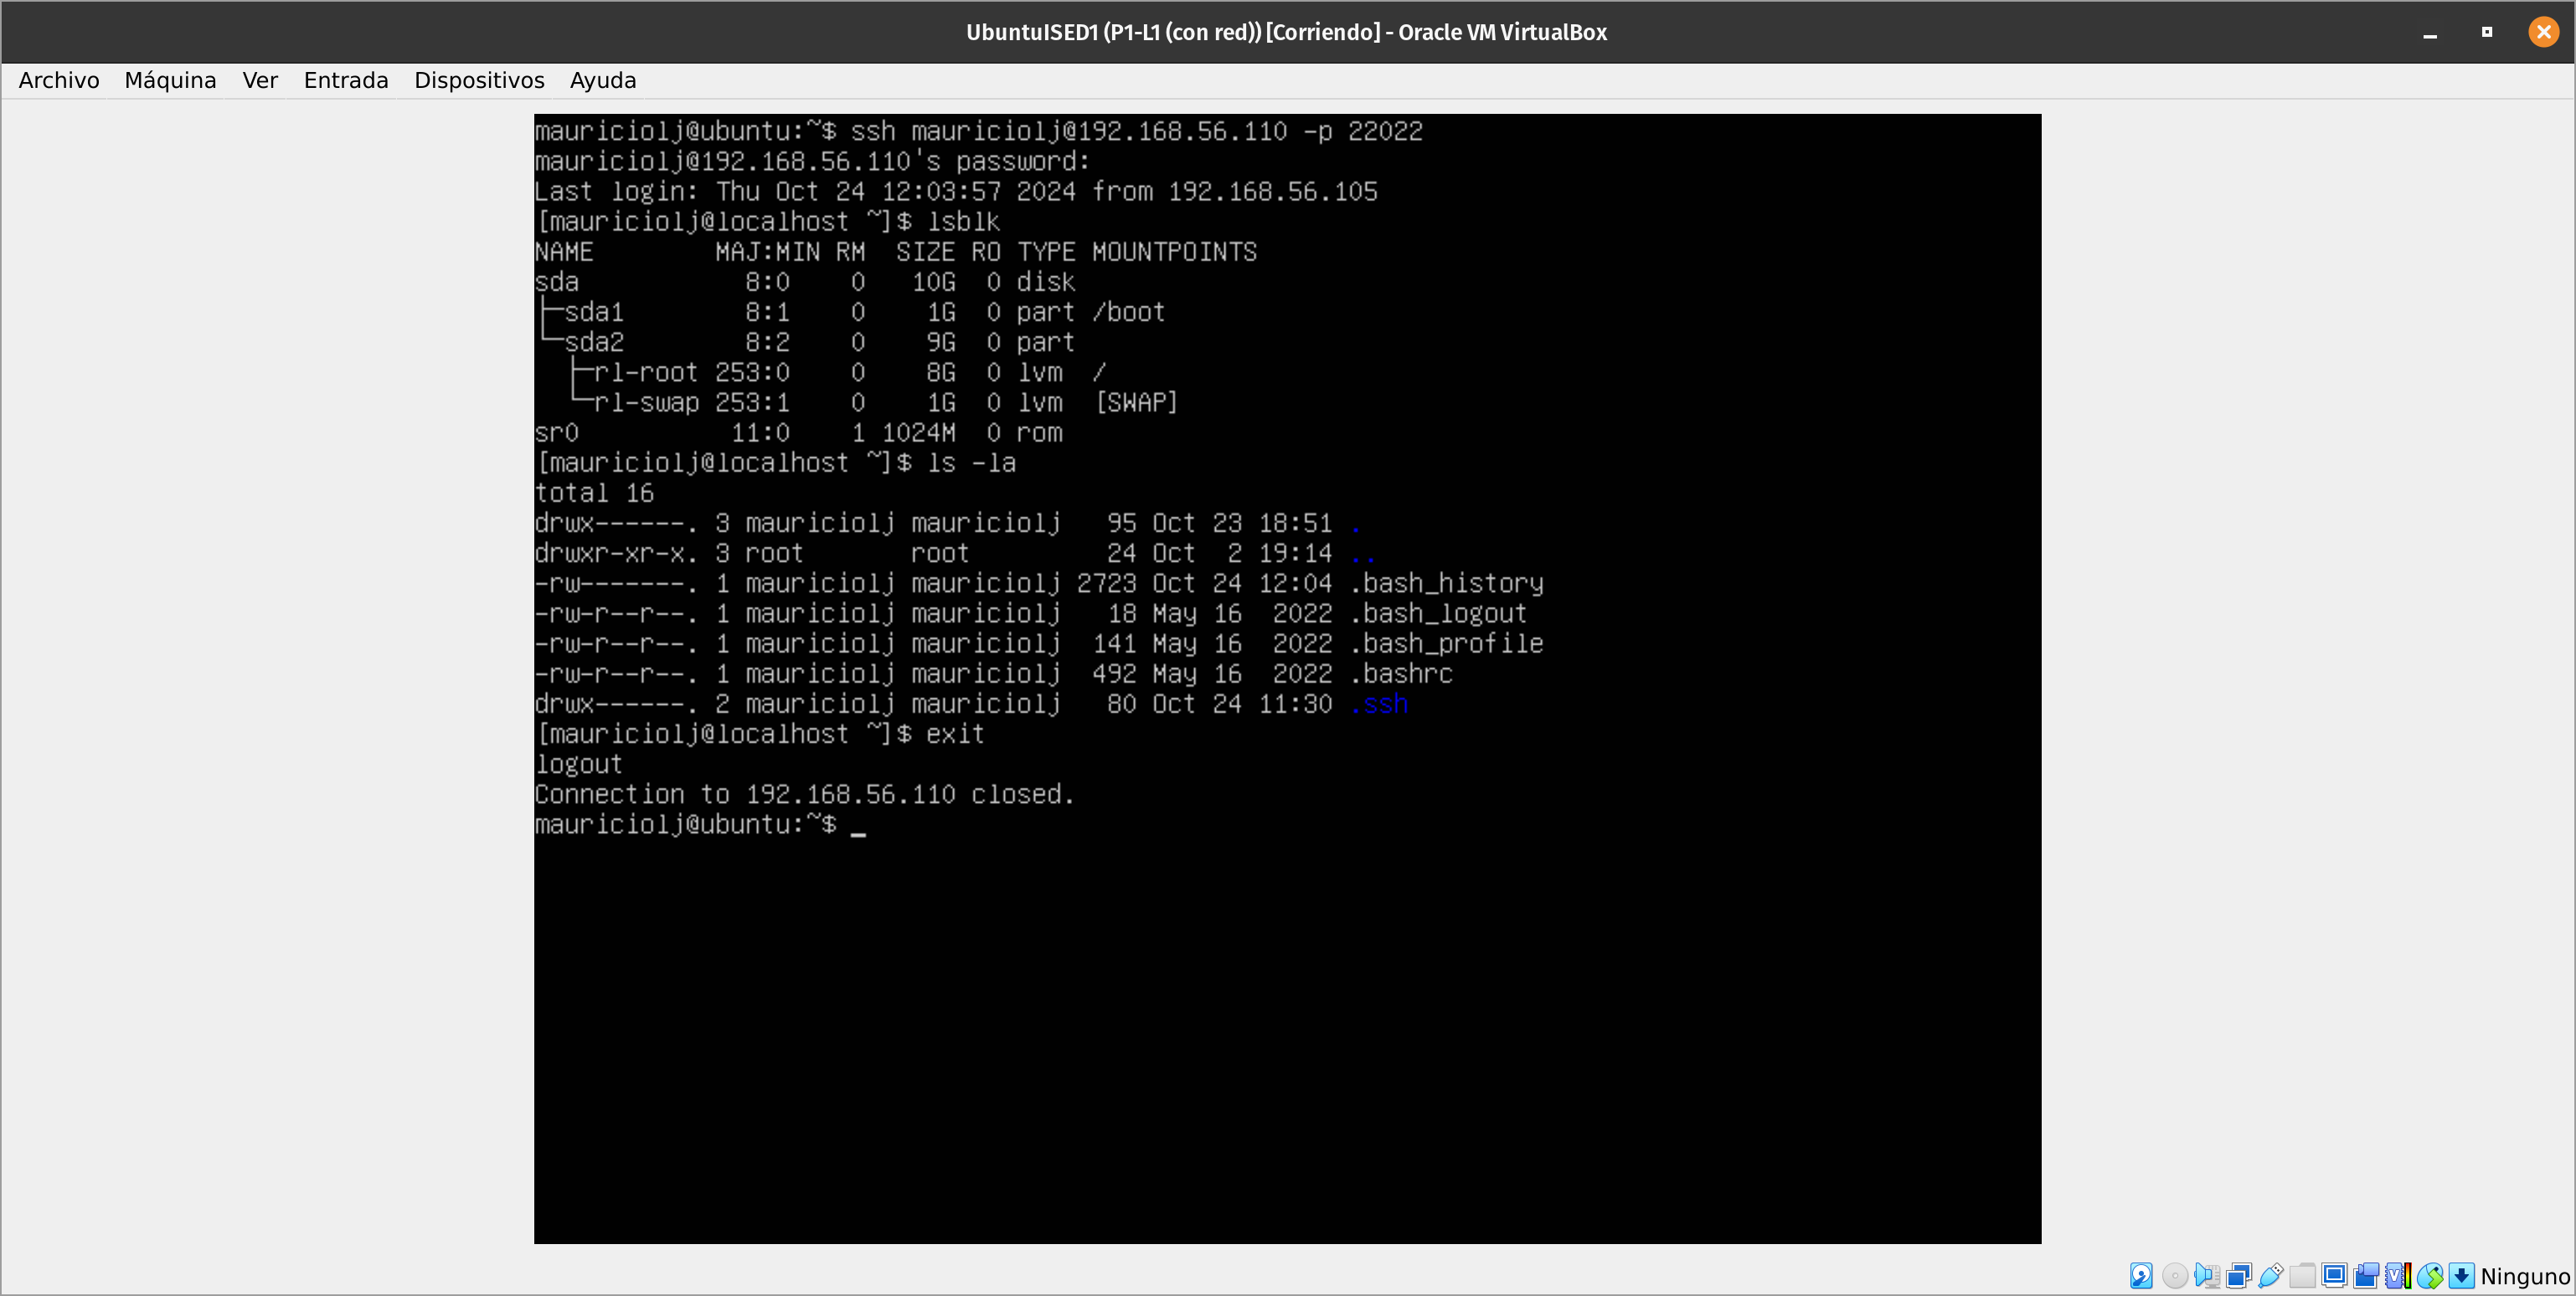 UbuntuISED1 (P1-L1 (con red)) [Corriendo] - Oracle VM VirtualBox
Archivo Máquina Ver Entrada Dispositivos Ayuda
mauriciolj@ubuntu:~$ ssh mauriciolj@192.168.56.110 -p 22022
mauriciolj@192.168.56.110's password:
Last login: Thu Oct 24 12:03:57 2024 from 192.168.56.105
[mauriciolj@localhost ~]$ lsblk
NAME        MAJ:MIN RM  SIZE RO TYPE MOUNTPOINTS
sda           8:0    0   10G  0 disk
├─sda1        8:1    0    1G  0 part /boot
└─sda2        8:2    0    9G  0 part
  ├─rl-root 253:0    0    8G  0 lvm  /
  └─rl-swap 253:1    0    1G  0 lvm  [SWAP]
sr0          11:0    1 1024M  0 rom
[mauriciolj@localhost ~]$ ls -la
total 16
drwx------. 3 mauriciolj mauriciolj   95 Oct 23 18:51 .
drwxr-xr-x. 3 root       root         24 Oct  2 19:14 ..
-rw-------. 1 mauriciolj mauriciolj 2723 Oct 24 12:04 .bash_history
-rw-r--r--. 1 mauriciolj mauriciolj   18 May 16  2022 .bash_logout
-rw-r--r--. 1 mauriciolj mauriciolj  141 May 16  2022 .bash_profile
-rw-r--r--. 1 mauriciolj mauriciolj  492 May 16  2022 .bashrc
drwx------. 2 mauriciolj mauriciolj   80 Oct 24 11:30 .ssh
[mauriciolj@localhost ~]$ exit
logout
Connection to 192.168.56.110 closed.
mauriciolj@ubuntu:~$ _
Ninguno